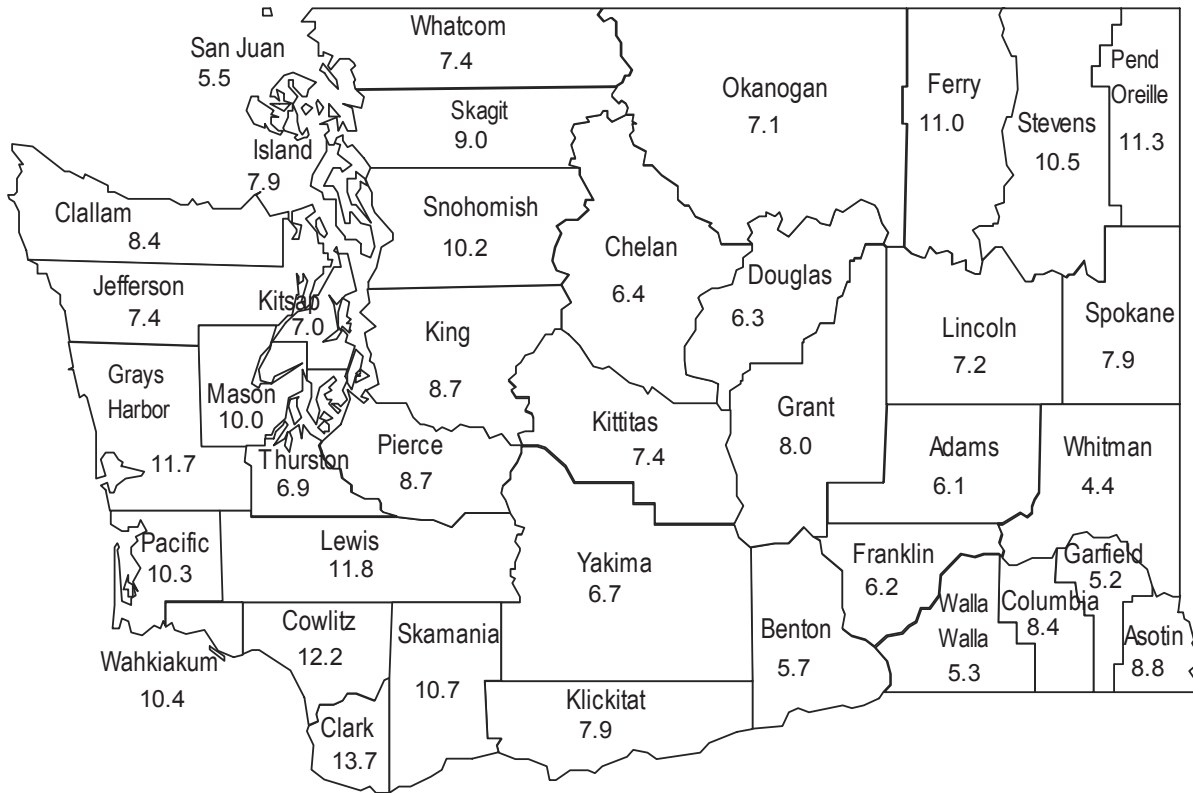 Whatcom
7.4
San Juan
5.5
Skagit
9.0
Island
7.9
Okanogan
7.1
Ferry
11.0
Stevens
10.5
Pend
Oreille
11.3
Clallam
8.4
Snohomish
10.2
Chelan
6.4
Douglas
6.3
Jefferson
7.4
Kitsap
7.0
King
8.7
Lincoln
7.2
Spokane
7.9
Grays
Harbor
11.7
Mason
10.0
Kittitas
7.4
Grant
8.0
Thurston
6.9
Pierce
8.7
Adams
6.1
Whitman
4.4
Pacific
10.3
Lewis
11.8
Yakima
6.7
Franklin
6.2
Garfield
5.2
Walla
Walla
5.3
Columbia
8.4
Asotin
8.8
Wahkiakum
10.4
Cowlitz
12.2
Skamania
10.7
Benton
5.7
Klickitat
7.9
Clark
13.7